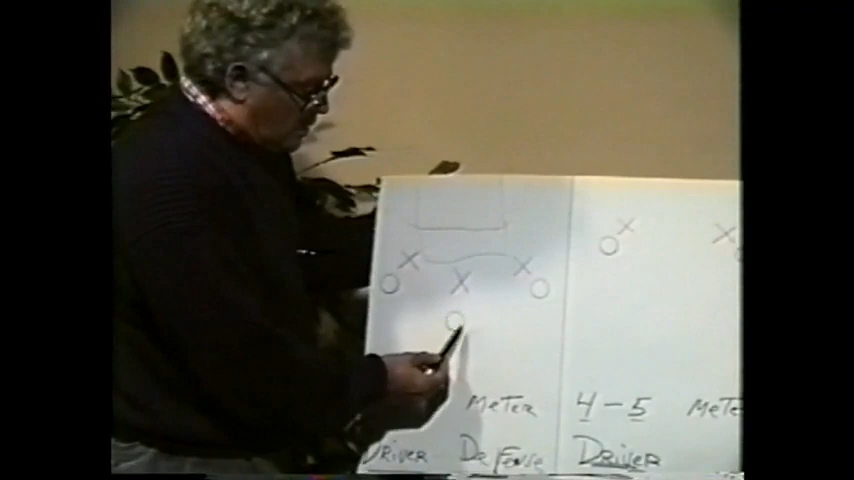 X X
O X O
O
X X
O
METER 4-5 METE
DRIVER DEFENSE DRIVER